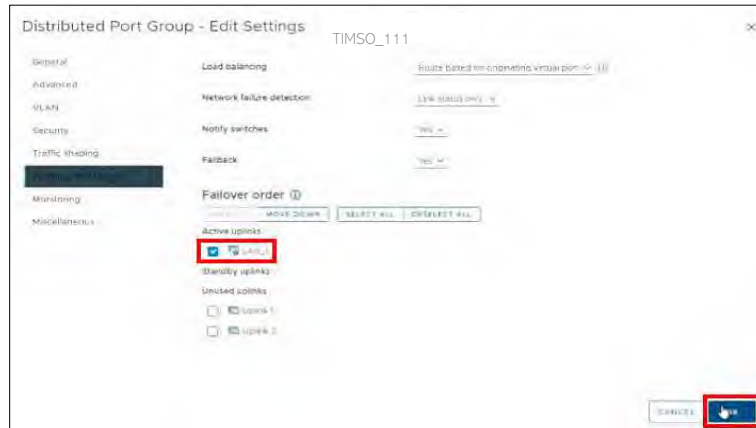 Distributed Port Group - Edit Settings
TIMSO_111
General
Advanced
VLAN
Security
Traffic shaping
Monitoring
Miscellaneous
Load balancing Route based on originating virtual port
Network failure detection Link status only
Notify switches Yes
Failback Yes
Failover order
MOVE DOWN SELECT ALL DESELECT ALL
Active uplinks
Standby uplinks
Unused uplinks
Uplink 1
Uplink 2
CANCEL